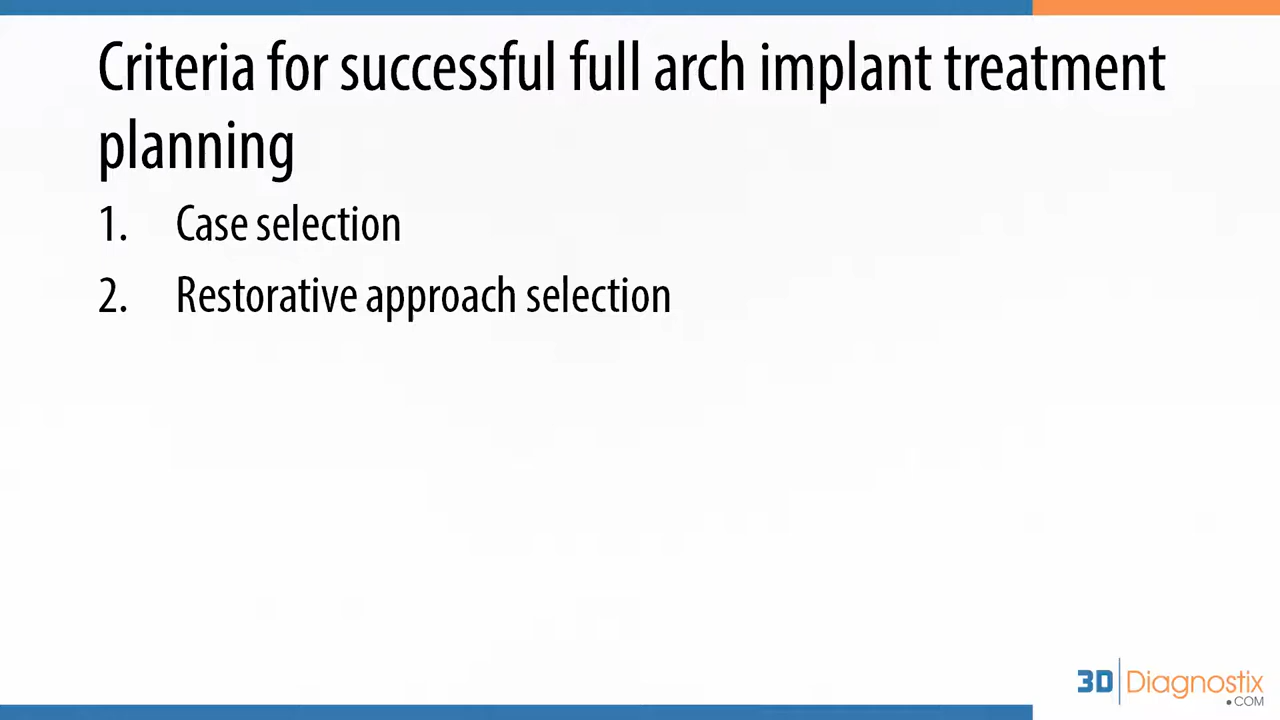 Criteria for successful full arch implant treatment
planning
1. Case selection
2. Restorative approach selection
3D Diagnostix
.COM